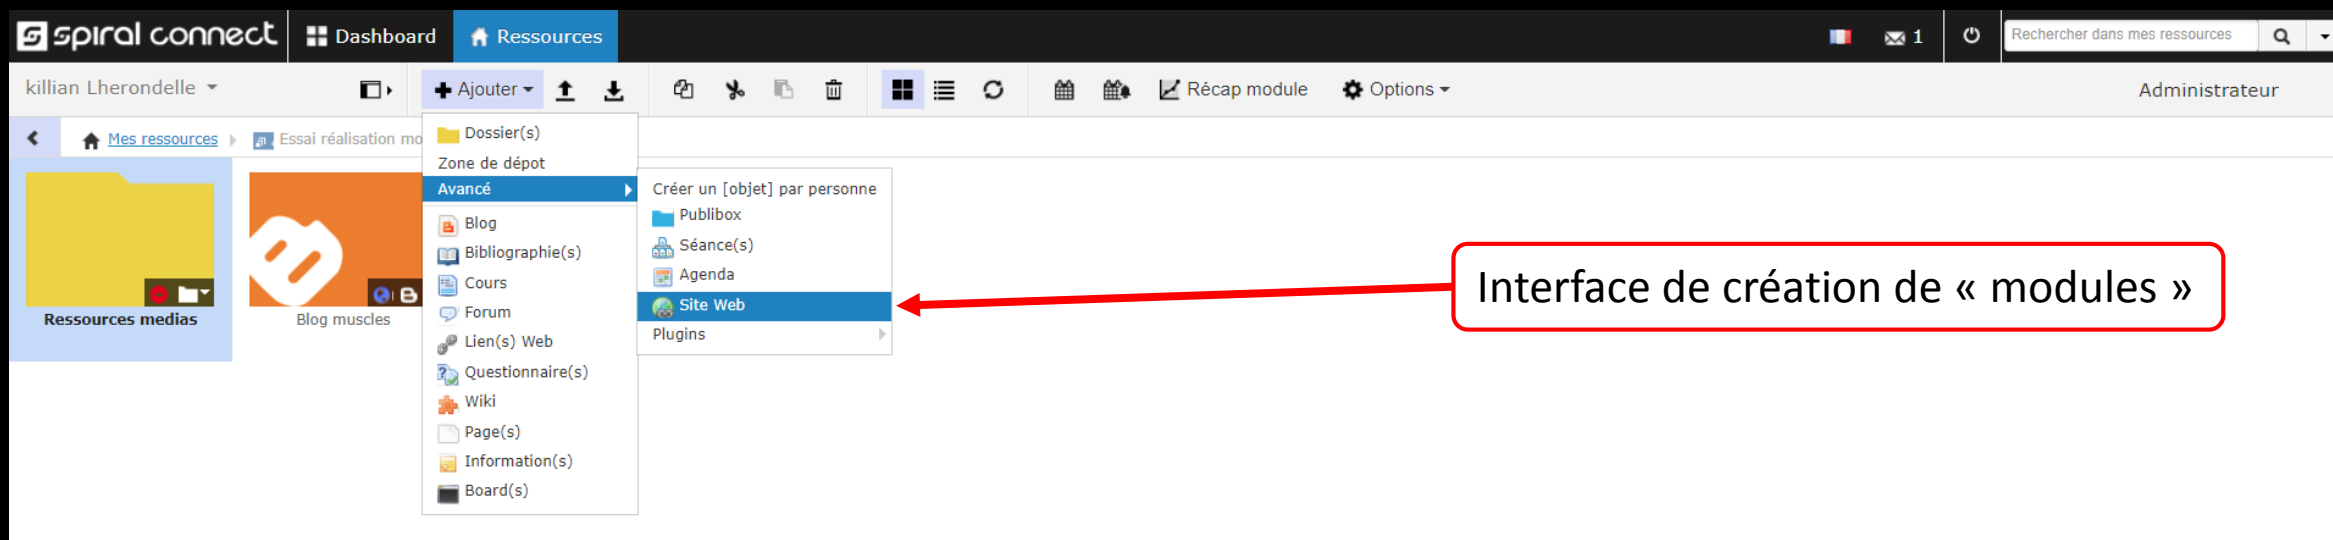 spiral connect Dashboard Ressources 1 Rechercher dans mes ressources
killian Lherondelle Ajouter Récap module Options Administrateur
Mes ressources Essai réalisation mo
Dossier(s)
Zone de dépot
Avancé
Blog
Bibliographie(s)
Cours
Forum
Lien(s) Web
Questionnaire(s)
Wiki
Page(s)
Information(s)
Board(s)
Créer un [objet] par personne
Publibox
Séance(s)
Agenda
Site Web
Plugins
Ressources medias
Blog muscles
Interface de création de « modules »